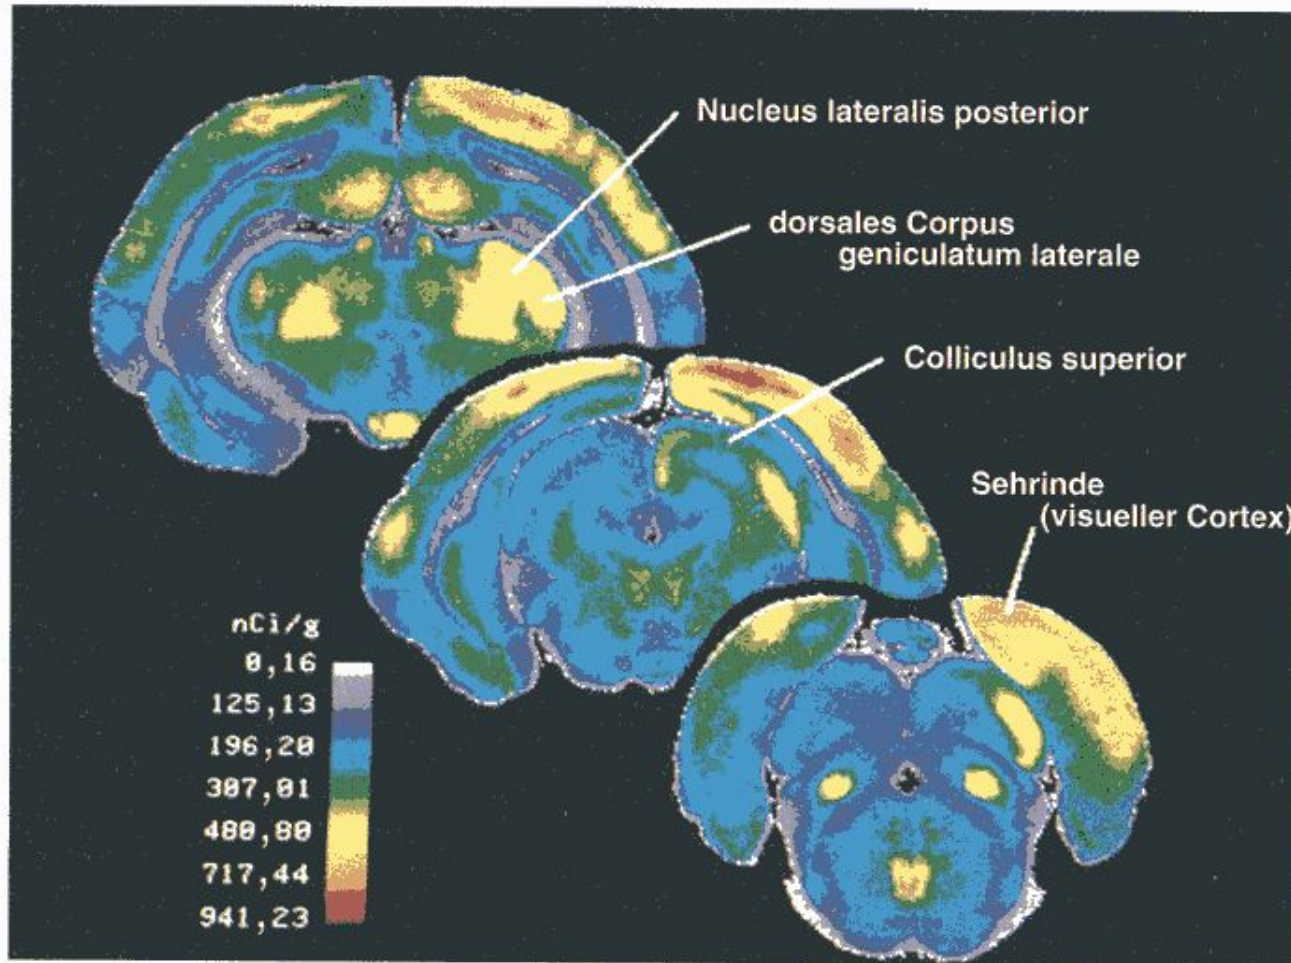 Nucleus lateralis posterior
dorsales Corpus
geniculatum laterale
Colliculus superior
Sehrinde
(visueller Cortex)
nCi/g
0,16
125,13
196,20
307,01
480,80
717,44
941,23